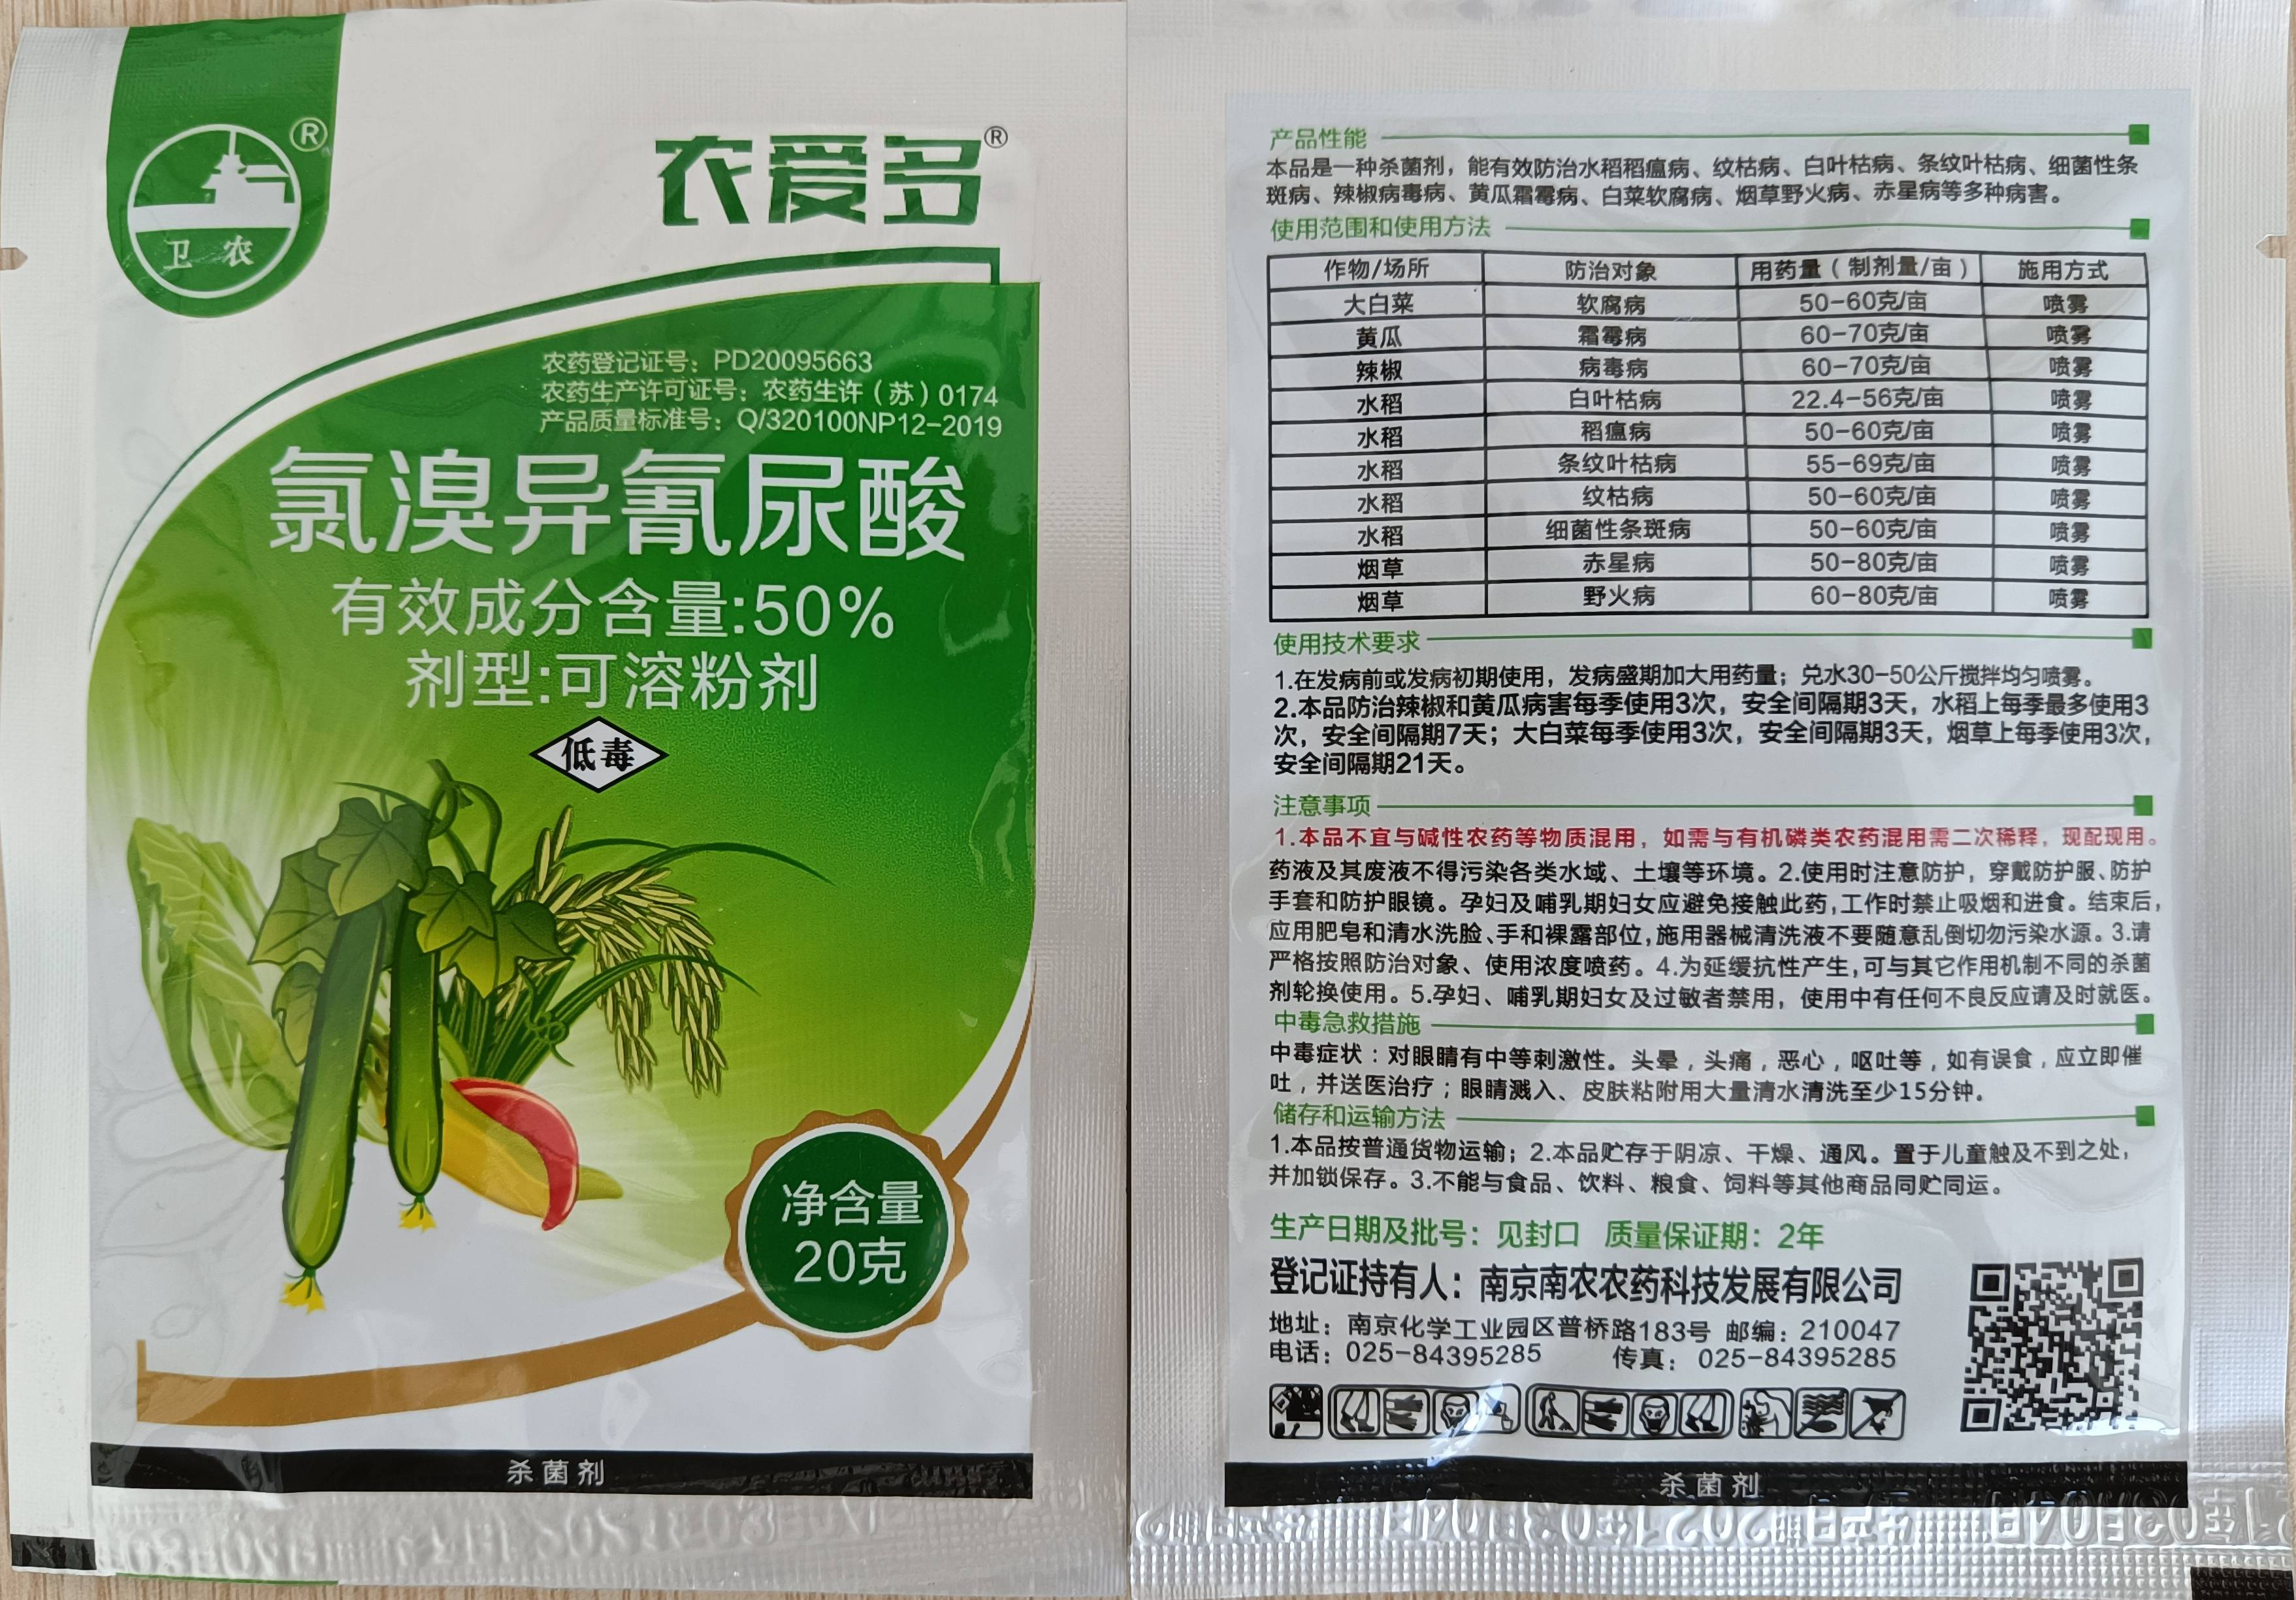 卫农
®
农爱多®
农药登记证号：PD20095663
农药生产许可证号：农药生许（苏）0174
产品质量标准号：Q/320100NP12-2019
氯溴异氰尿酸
有效成分含量:50%
剂型:可溶粉剂
低毒
净含量
20克
杀菌剂
产品性能
本品是一种杀菌剂，能有效防治水稻稻瘟病、纹枯病、白叶枯病、条纹叶枯病、细菌性条
斑病、辣椒病毒病、黄瓜霜霉病、白菜软腐病、烟草野火病、赤星病等多种病害。
使用范围和使用方法
作物/场所 防治对象 用药量（制剂量/亩） 施用方式
大白菜 软腐病 50-60克/亩 喷雾
黄瓜 霜霉病 60-70克/亩 喷雾
辣椒 病毒病 60-70克/亩 喷雾
水稻 白叶枯病 22.4-56克/亩 喷雾
水稻 稻瘟病 50-60克/亩 喷雾
水稻 条纹叶枯病 55-69克/亩 喷雾
水稻 纹枯病 50-60克/亩 喷雾
水稻 细菌性条斑病 50-60克/亩 喷雾
烟草 赤星病 50-80克/亩 喷雾
烟草 野火病 60-80克/亩 喷雾
使用技术要求
1.在发病前或发病初期使用，发病盛期加大用药量；兑水30-50公斤搅拌均匀喷雾。
2.本品防治辣椒和黄瓜病害每季使用3次，安全间隔期3天，水稻上每季最多使用3
次，安全间隔期7天；大白菜每季使用3次，安全间隔期3天，烟草上每季使用3次，
安全间隔期21天。
注意事项
1.本品不宜与碱性农药等物质混用，如需与有机磷类农药混用需二次稀释，现配现用。
药液及其废液不得污染各类水域、土壤等环境。2.使用时注意防护，穿戴防护服、防护
手套和防护眼镜。孕妇及哺乳期妇女应避免接触此药,工作时禁止吸烟和进食。结束后，
应用肥皂和清水洗脸、手和裸露部位,施用器械清洗液不要随意乱倒切勿污染水源。3.请
严格按照防治对象、使用浓度喷药。4.为延缓抗性产生,可与其它作用机制不同的杀菌
剂轮换使用。5.孕妇、哺乳期妇女及过敏者禁用，使用中有任何不良反应请及时就医。
中毒急救措施
中毒症状：对眼睛有中等刺激性。头晕，头痛，恶心，呕吐等，如有误食，应立即催
吐，并送医治疗；眼睛溅入、皮肤粘附用大量清水清洗至少15分钟。
储存和运输方法
1.本品按普通货物运输；2.本品贮存于阴凉、干燥、通风。置于儿童触及不到之处，
并加锁保存。3.不能与食品、饮料、粮食、饲料等其他商品同贮同运。
生产日期及批号：见封口 质量保证期：2年
登记证持有人：南京南农农药科技发展有限公司
地址：南京化学工业园区普桥路183号 邮编：210047
电话：025-84395285 传真：025-84395285
杀菌剂